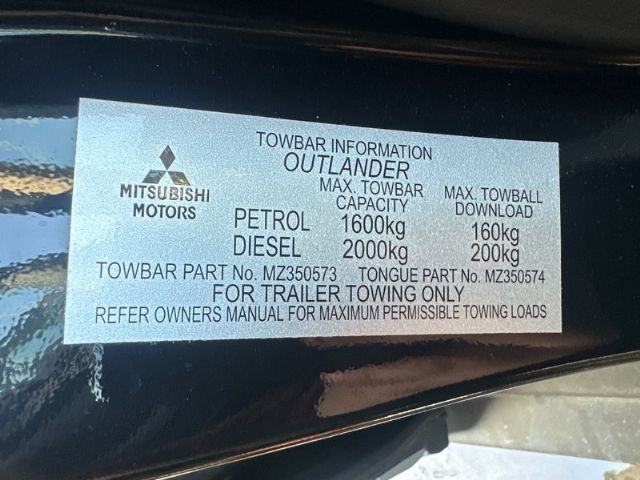 TOWBAR INFORMATION
OUTLANDER
MITSUBISHI
MOTORS
MAX. TOWBAR CAPACITY
MAX. TOWBALL DOWNLOAD
PETROL 1600kg 160kg
DIESEL 2000kg 200kg
TOWBAR PART No. MZ350573 TONGUE PART No. MZ350574
FOR TRAILER TOWING ONLY
REFER OWNERS MANUAL FOR MAXIMUM PERMISSIBLE TOWING LOADS